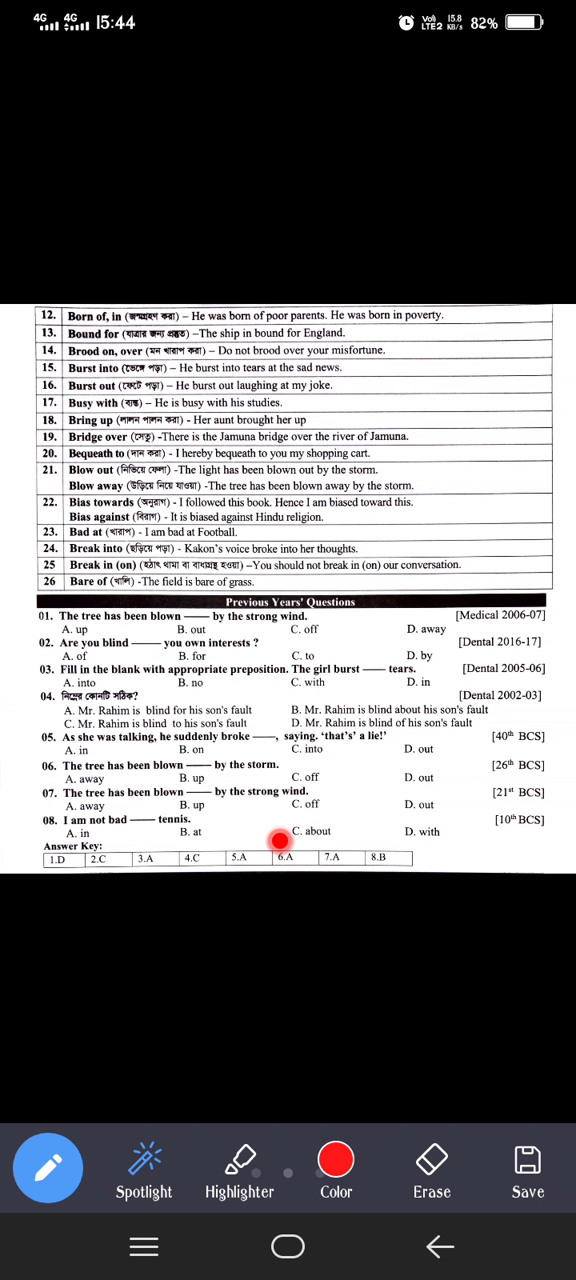 4G 4G 15:44 Vo) LTE2 15.8 KB/s 82%
12. Born of, in (জন্মগ্রহণ করা) – He was born of poor parents. He was born in poverty.
13. Bound for (যাত্রার জন্য প্রস্তুত) –The ship in bound for England.
14. Brood on, over (মন খারাপ করা) – Do not brood over your misfortune.
15. Burst into (ভেঙ্গে পড়া) – He burst into tears at the sad news.
16. Burst out (ফেটে পড়া) – He burst out laughing at my joke.
17. Busy with (ব্যস্ত) – He is busy with his studies.
18. Bring up (লালন পালন করা) - Her aunt brought her up
19. Bridge over (সেতু) -There is the Jamuna bridge over the river of Jamuna.
20. Bequeath to (দান করা) - I hereby bequeath to you my shopping cart.
21. Blow out (নিভিয়ে ফেলা) -The light has been blown out by the storm.
Blow away (উড়িয়ে নিয়ে যাওয়া) -The tree has been blown away by the storm.
22. Bias towards (অনুরাগ) - I followed this book. Hence I am biased toward this.
Bias against (বিরাগ) - It is biased against Hindu religion.
23. Bad at (খারাপ) - I am bad at Football.
24. Break into (ছড়িয়ে পড়া) - Kakon's voice broke into her thoughts.
25 Break in (on) (হঠাৎ থামা বা বাধাগ্রস্থ হওয়া) –You should not break in (on) our conversation.
26 Bare of (খালি) -The field is bare of grass.
Previous Years' Questions
01. The tree has been blown —— by the strong wind. [Medical 2006-07]
A. up B. out C. off D. away
02. Are you blind —— you own interests ? [Dental 2016-17]
A. of B. for C. to D. by
03. Fill in the blank with appropriate preposition. The girl burst —— tears. [Dental 2005-06]
A. into B. no C. with D. in
04. নিম্নের কোনটি সঠিক? [Dental 2002-03]
A. Mr. Rahim is blind for his son's fault B. Mr. Rahim is blind about his son's fault
C. Mr. Rahim is blind to his son's fault D. Mr. Rahim is blind of his son's fault
05. As she was talking, he suddenly broke ——, saying. ‘that's’ a lie!’ [40th BCS]
A. in B. on C. into D. out
06. The tree has been blown —— by the storm. [26th BCS]
A. away B. up C. off D. out
07. The tree has been blown —— by the strong wind. [21st BCS]
A. away B. up C. off D. out
08. I am not bad —— tennis. [10th BCS]
A. in B. at C. about D. with
Answer Key:
1.D 2.C 3.A 4.C 5.A 6.A 7.A 8.B
Spotlight Highlighter Color Erase Save